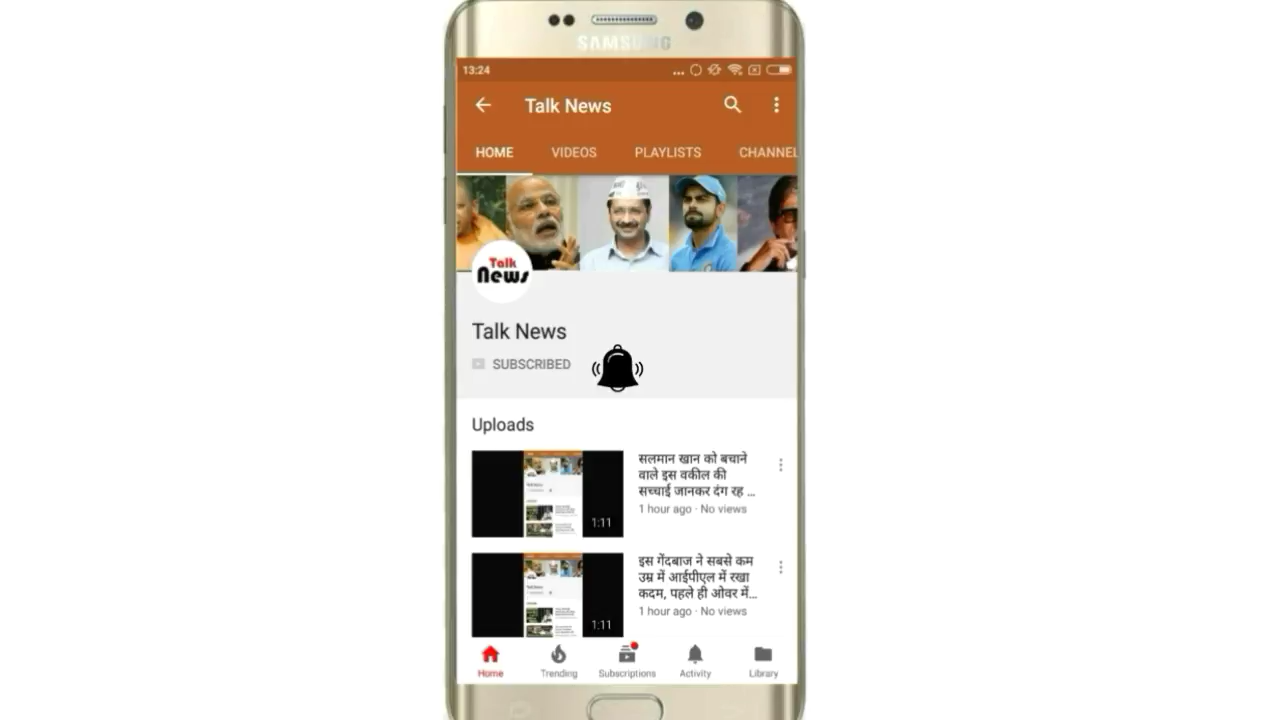 SAMSUNG
13:24
Talk News
HOME VIDEOS PLAYLISTS CHANNEL
Talk
News
Talk News
SUBSCRIBED
Uploads
सलमान खान को बचाने
वाले इस वकील की
सच्चाई जानकर दंग रह ...
1 hour ago · No views
1:11
इस गेंदबाज ने सबसे कम
उम्र में आईपीएल में रखा
कदम, पहले ही ओवर में...
1 hour ago · No views
1:11
Home Trending Subscriptions Activity Library